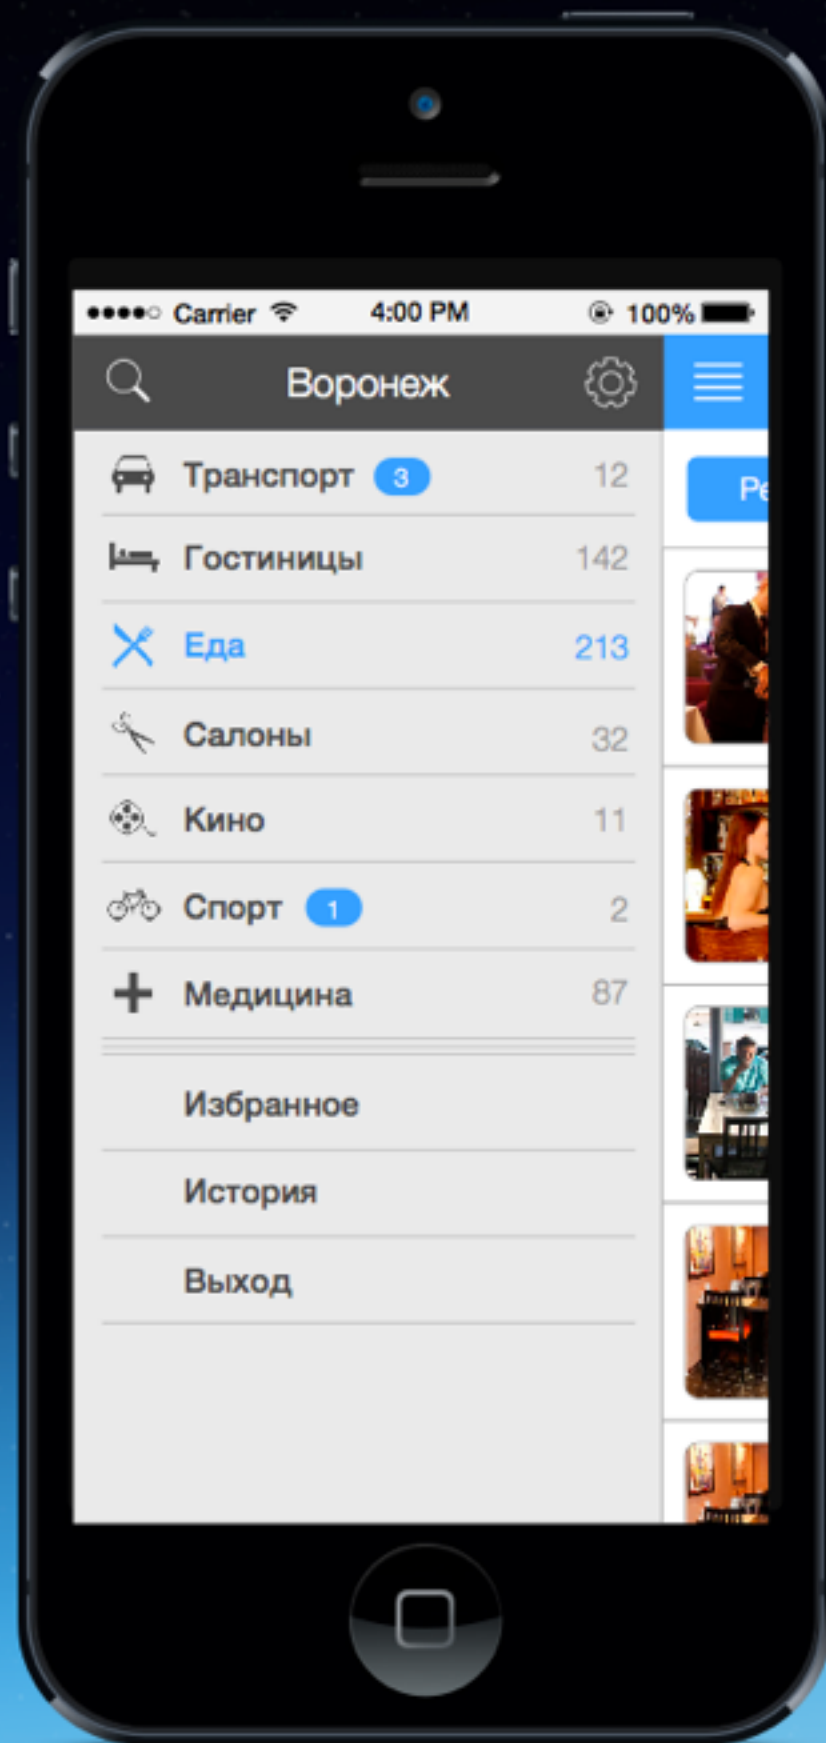 Carrier 4:00 PM 100%
Воронеж
Транспорт 3 12
Гостиницы 142
Еда 213
Салоны 32
Кино 11
Спорт 1 2
Медицина 87
Избранное
История
Выход
Ре